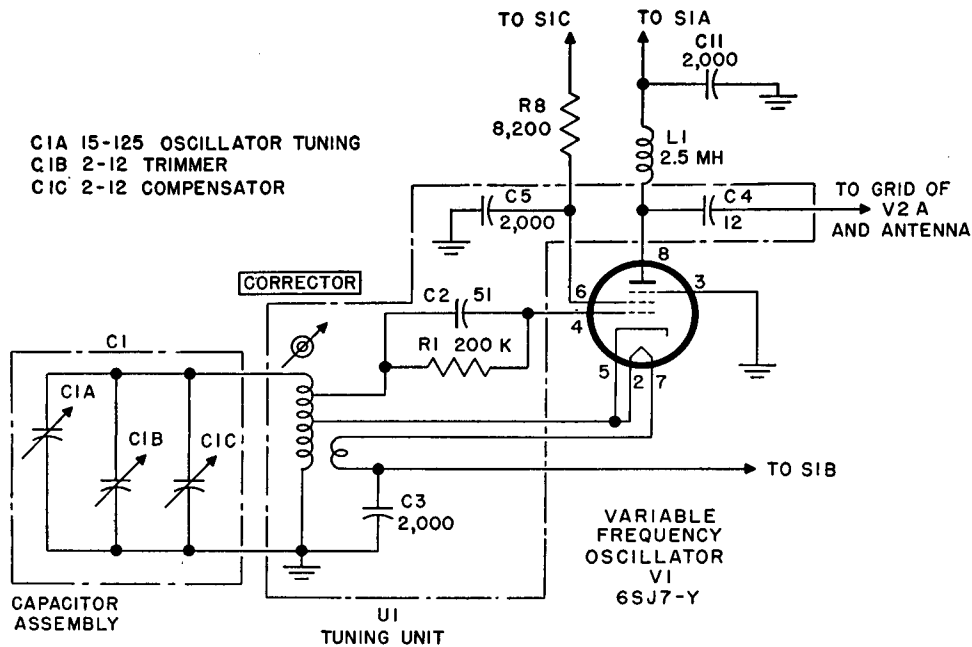 TO S1C
TO S1A
C11
2,000
R8
8,200
L1
2.5 MH
C1A 15-125 OSCILLATOR TUNING
C1B 2-12 TRIMMER
C1C 2-12 COMPENSATOR
C5
2,000
C4
12
TO GRID OF
V2A
AND ANTENNA
8
3
6
4
5
2
7
CORRECTOR
C2
51
R1 200 K
C1
C1A
C1B
C1C
TO S1B
C3
2,000
VARIABLE
FREQUENCY
OSCILLATOR
V1
6SJ7-Y
CAPACITOR
ASSEMBLY
U1
TUNING UNIT